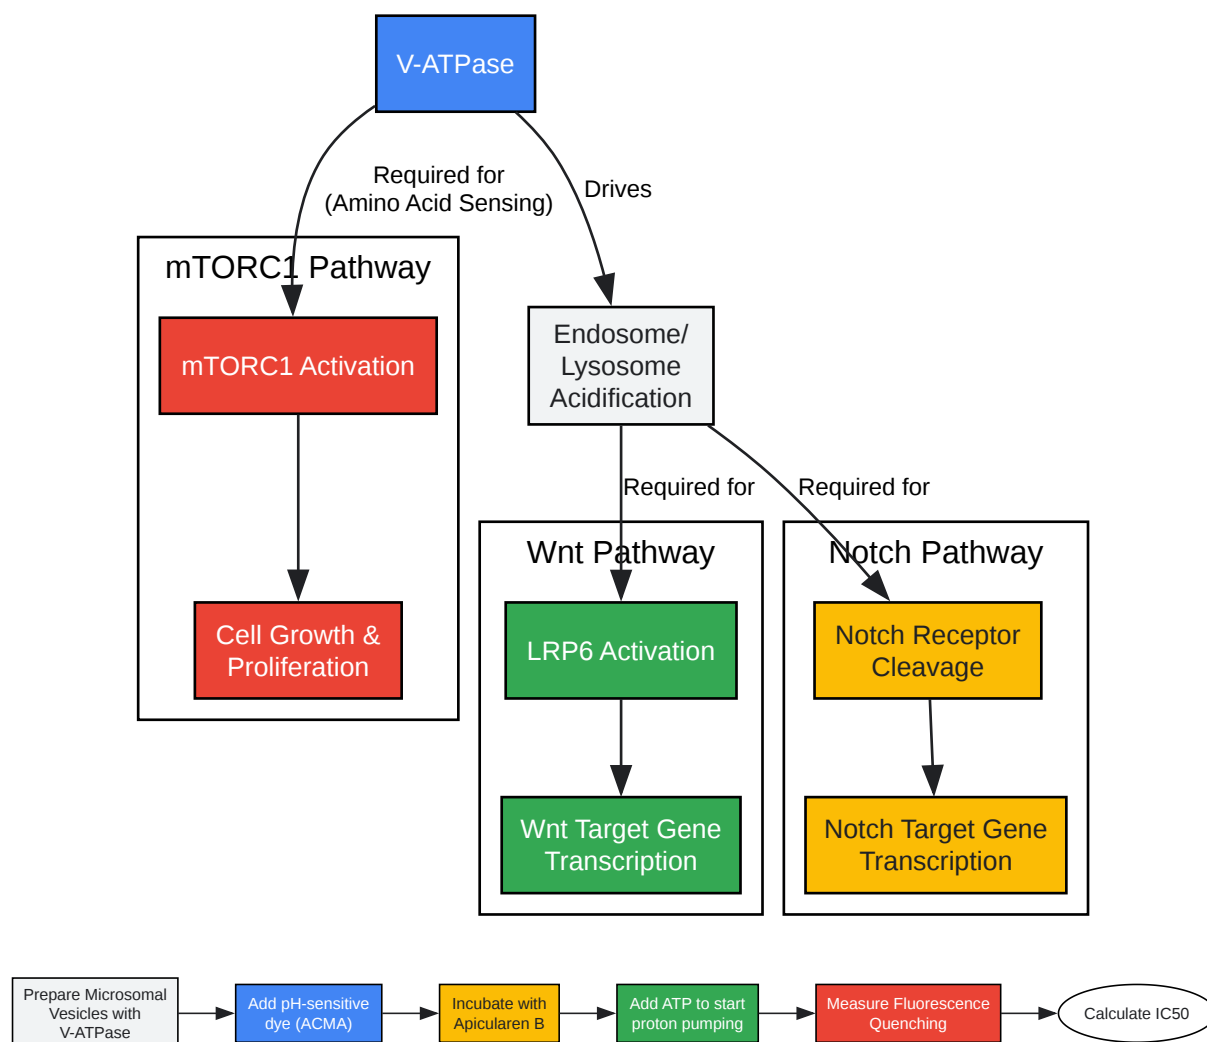 V-ATPase
Required for
(Amino Acid Sensing)
Drives
mTORC1 Pathway
mTORC1 Activation
Cell Growth &
Proliferation
Endosome/
Lysosome
Acidification
Required for
Required for
Wnt Pathway
LRP6 Activation
Wnt Target Gene
Transcription
Notch Pathway
Notch Receptor
Cleavage
Notch Target Gene
Transcription
Prepare Microsomal
Vesicles with
V-ATPase
Add pH-sensitive
dye (ACMA)
Incubate with
Apicularen B
Add ATP to start
proton pumping
Measure Fluorescence
Quenching
Calculate IC50